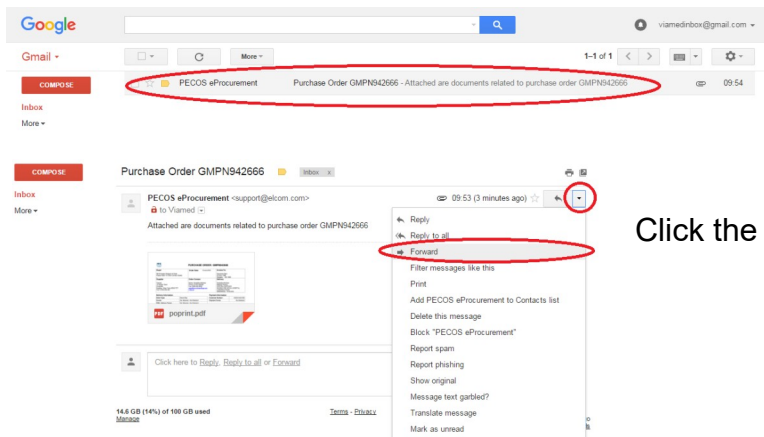 Google
viamedinbox@gmail.com
Gmail
More
1–1 of 1
COMPOSE
PECOS eProcurement Purchase Order GMPN942666 - Attached are documents related to purchase order GMPN942666 09:54
Inbox
More
COMPOSE
Purchase Order GMPN942666 Inbox x
Inbox
PECOS eProcurement <support@elcom.com> 09:53 (3 minutes ago)
More
to Viamed
Attached are documents related to purchase order GMPN942666
Reply
Reply to all
Click the
Forward
Filter messages like this
Print
Add PECOS eProcurement to Contacts list
Delete this message
PDF poprint.pdf
Block "PECOS eProcurement"
Report spam
Click here to Reply, Reply to all or Forward
Report phishing
Show original
Message text garbled?
14.6 GB (14%) of 100 GB used Terms - Privacy
Translate message
Manage
Mark as unread